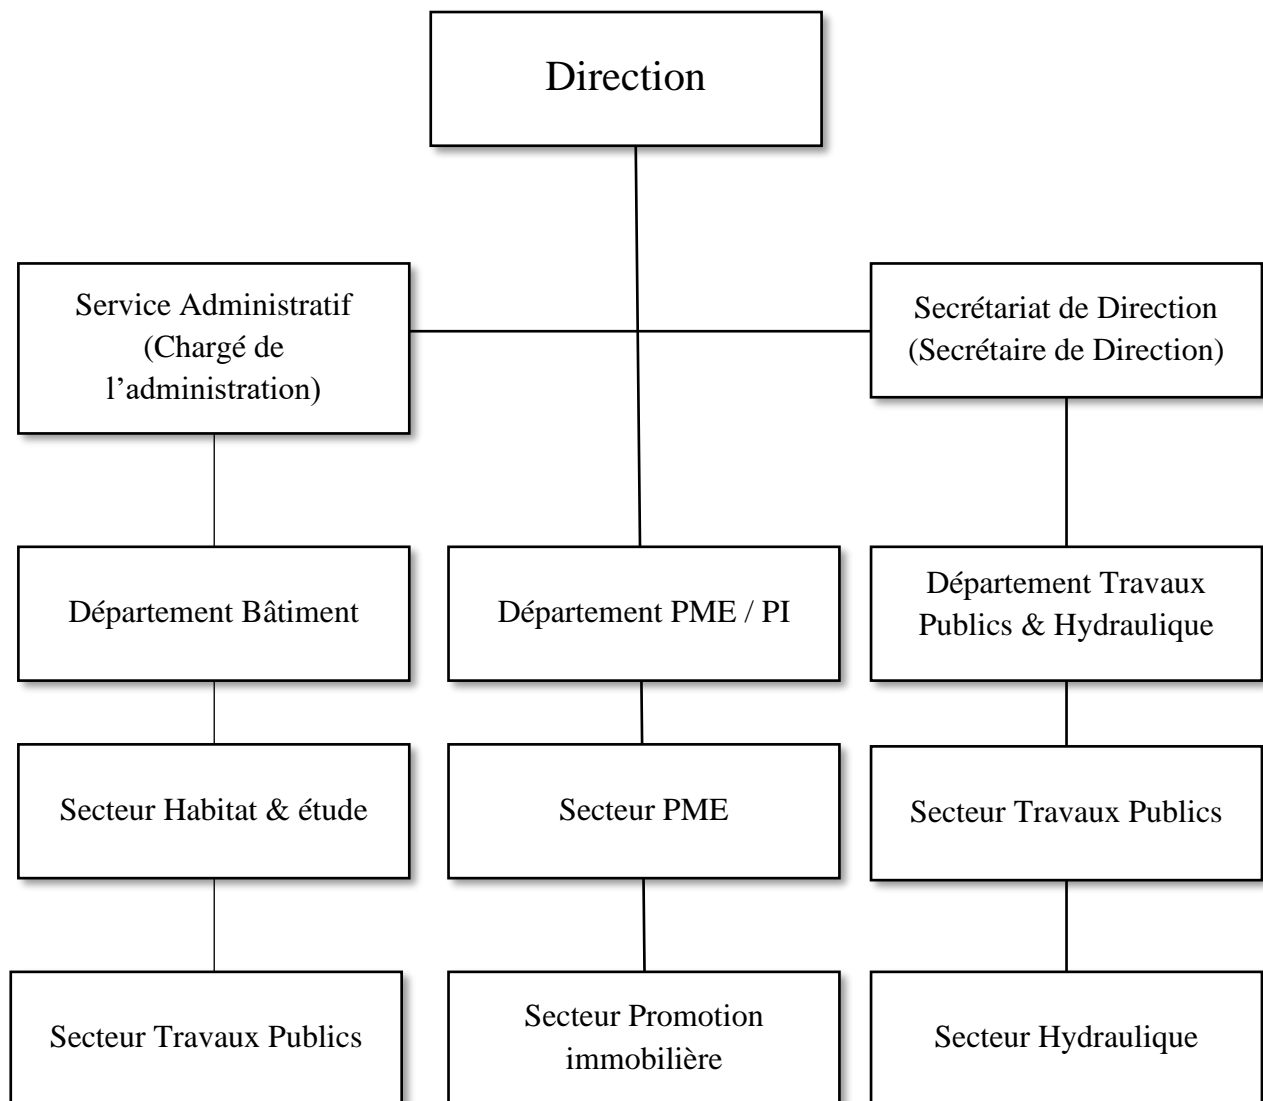 Direction
Service Administratif
(Chargé de
l’administration)
Secrétariat de Direction
(Secrétaire de Direction)
Département Bâtiment
Département PME / PI
Département Travaux
Publics & Hydraulique
Secteur Habitat & étude
Secteur PME
Secteur Travaux Publics
Secteur Travaux Publics
Secteur Promotion
immobilière
Secteur Hydraulique